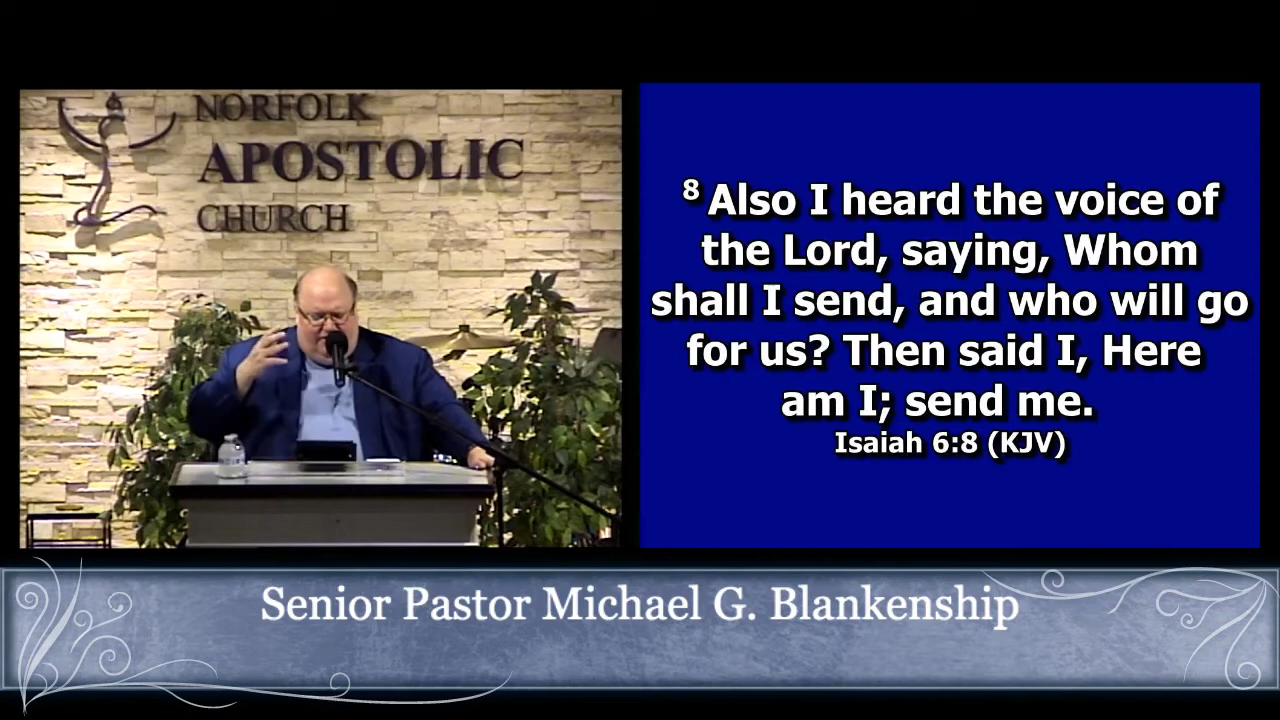 NORFOLK
APOSTOLIC
CHURCH
8 Also I heard the voice of
the Lord, saying, Whom
shall I send, and who will go
for us? Then said I, Here
am I; send me.
Isaiah 6:8 (KJV)
Senior Pastor Michael G. Blankenship